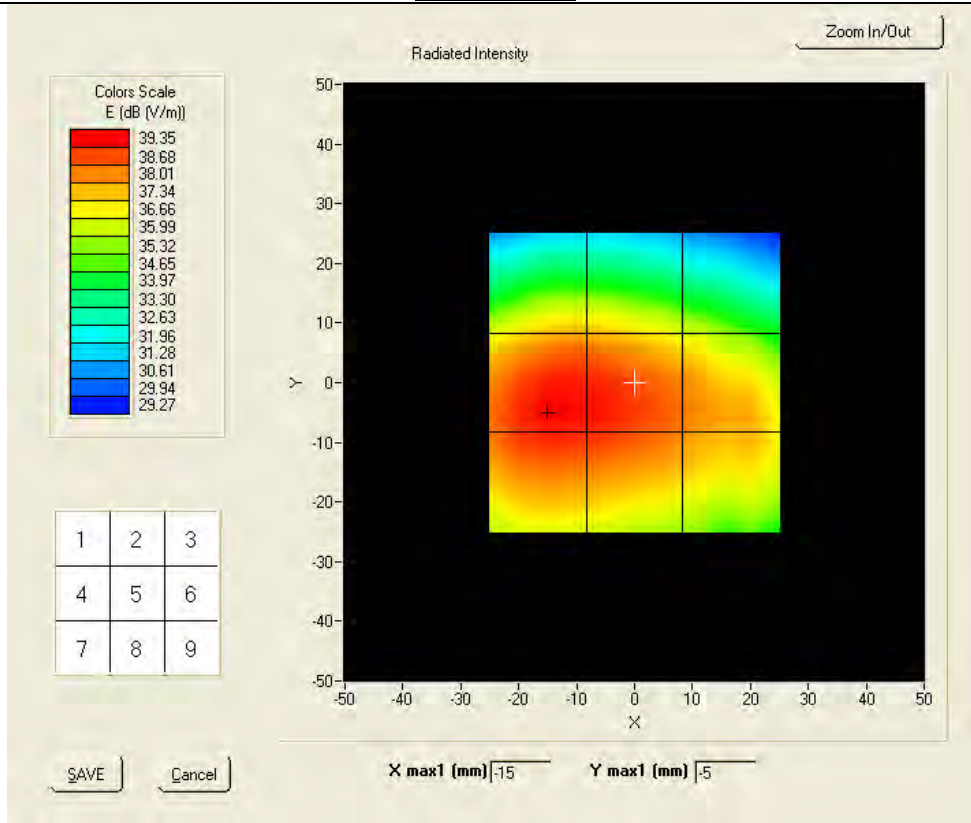 Zoom In/Out
Radiated Intensity
Colors Scale
E (dB (V/m))
39.35
38.68
38.01
37.34
36.66
35.99
35.32
34.65
33.97
33.30
32.63
31.96
31.28
30.61
29.94
29.27
50
40
30
20
10
0
-10
-20
-30
-40
-50
Y
-50 -40 -30 -20 -10 0 10 20 30 40 50
X
1 2 3
4 5 6
7 8 9
SAVE Cancel
X max1 (mm) -15 Y max1 (mm) -5